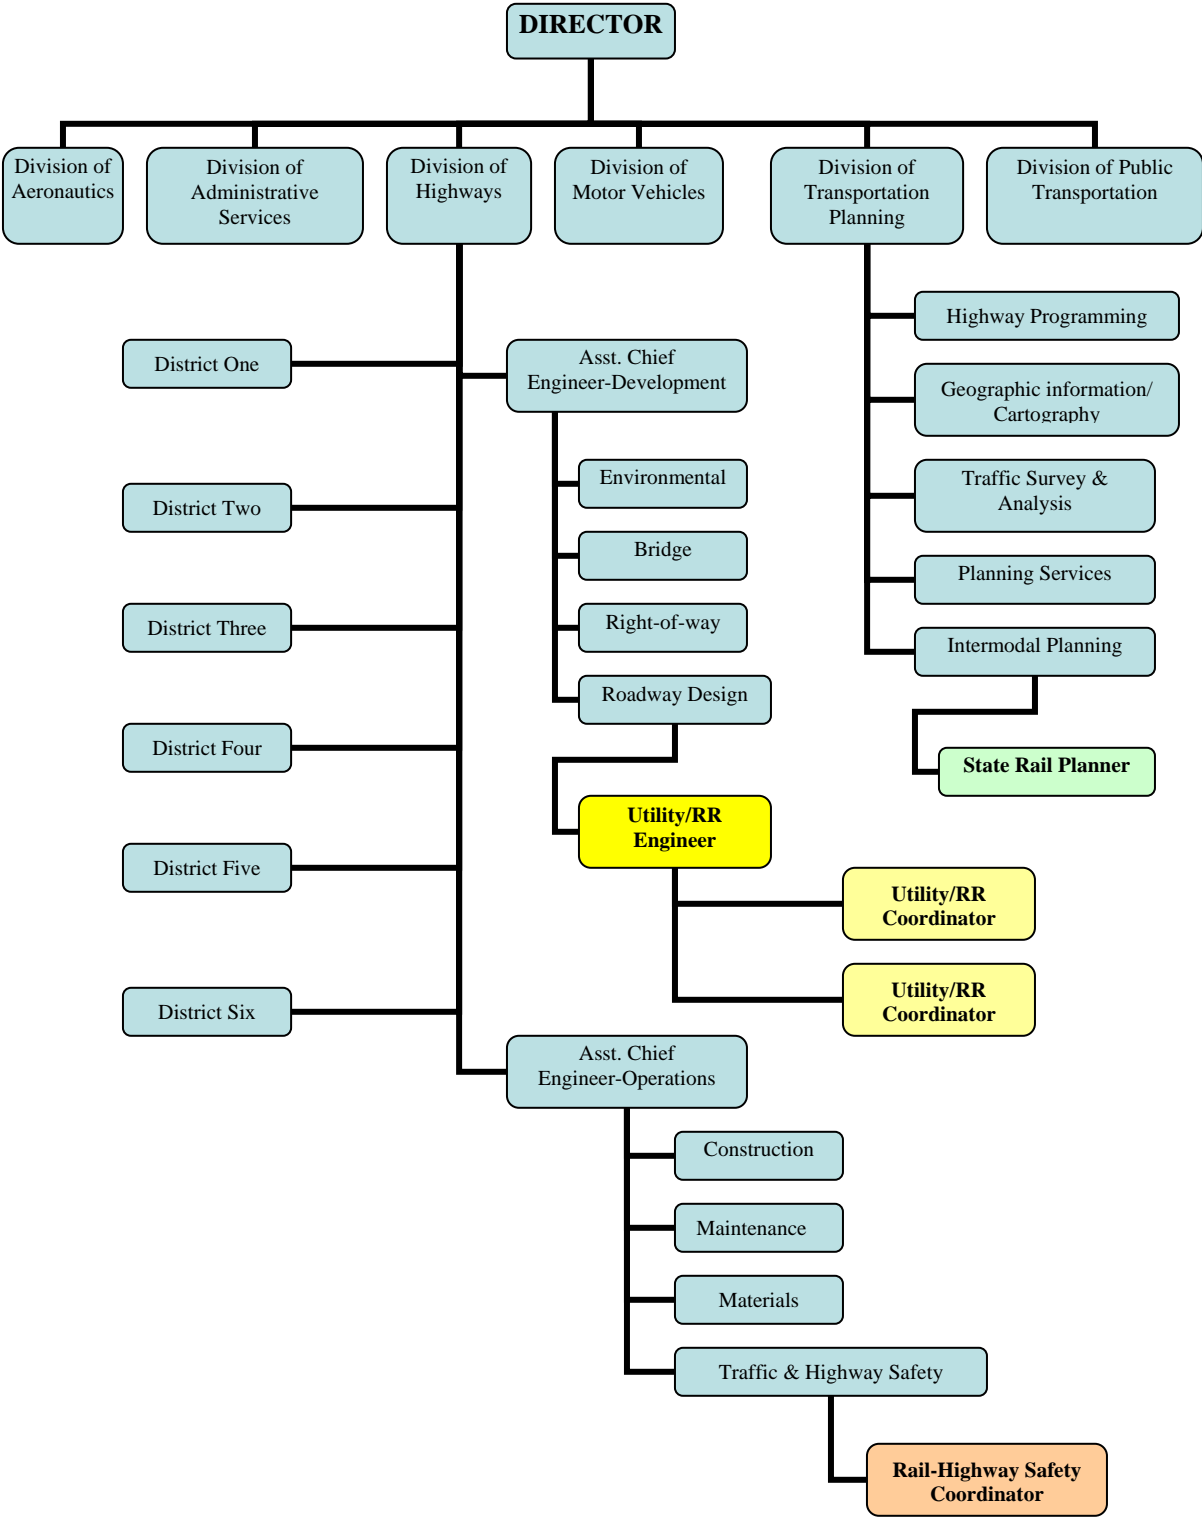 DIRECTOR
Division of
Aeronautics
Division of
Administrative
Services
Division of
Highways
Division of
Motor Vehicles
Division of
Transportation
Planning
Division of Public
Transportation
Highway Programming
District One
Asst. Chief
Engineer-Development
Geographic information/
Cartography
Environmental
Traffic Survey &
Analysis
District Two
Bridge
Planning Services
District Three
Right-of-way
Intermodal Planning
Roadway Design
District Four
State Rail Planner
Utility/RR
Engineer
District Five
Utility/RR
Coordinator
Utility/RR
Coordinator
District Six
Asst. Chief
Engineer-Operations
Construction
Maintenance
Materials
Traffic & Highway Safety
Rail-Highway Safety
Coordinator